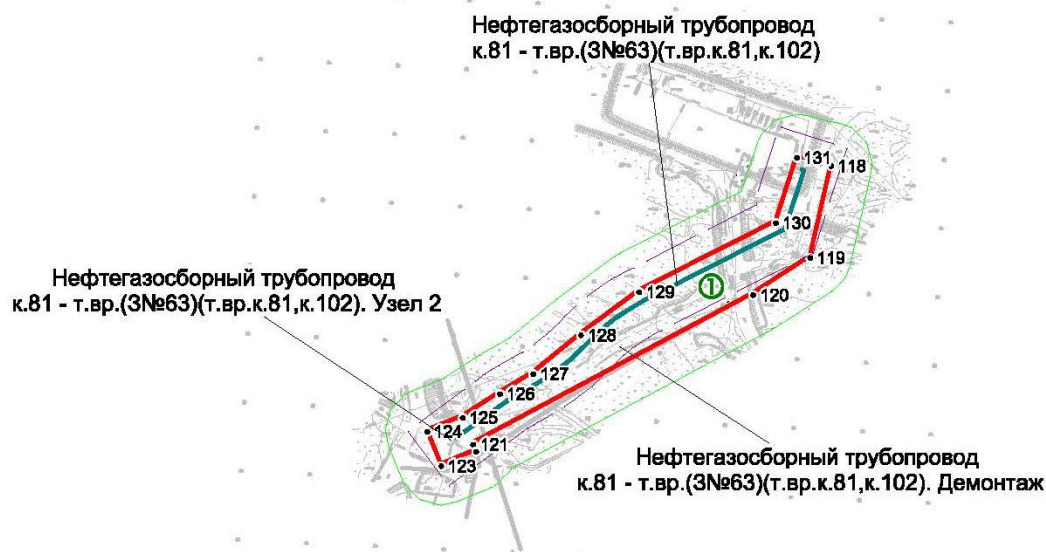 Нефтегазосборный трубопровод
к.81 - т.вр.(3№63)(т.вр.к.81,к.102)
131
118
130
119
Нефтегазосборный трубопровод
к.81 - т.вр.(3№63)(т.вр.к.81,к.102). Узел 2
1
129
120
128
127
126
125
124
121
123
Нефтегазосборный трубопровод
к.81 - т.вр.(3№63)(т.вр.к.81,к.102). Демонтаж